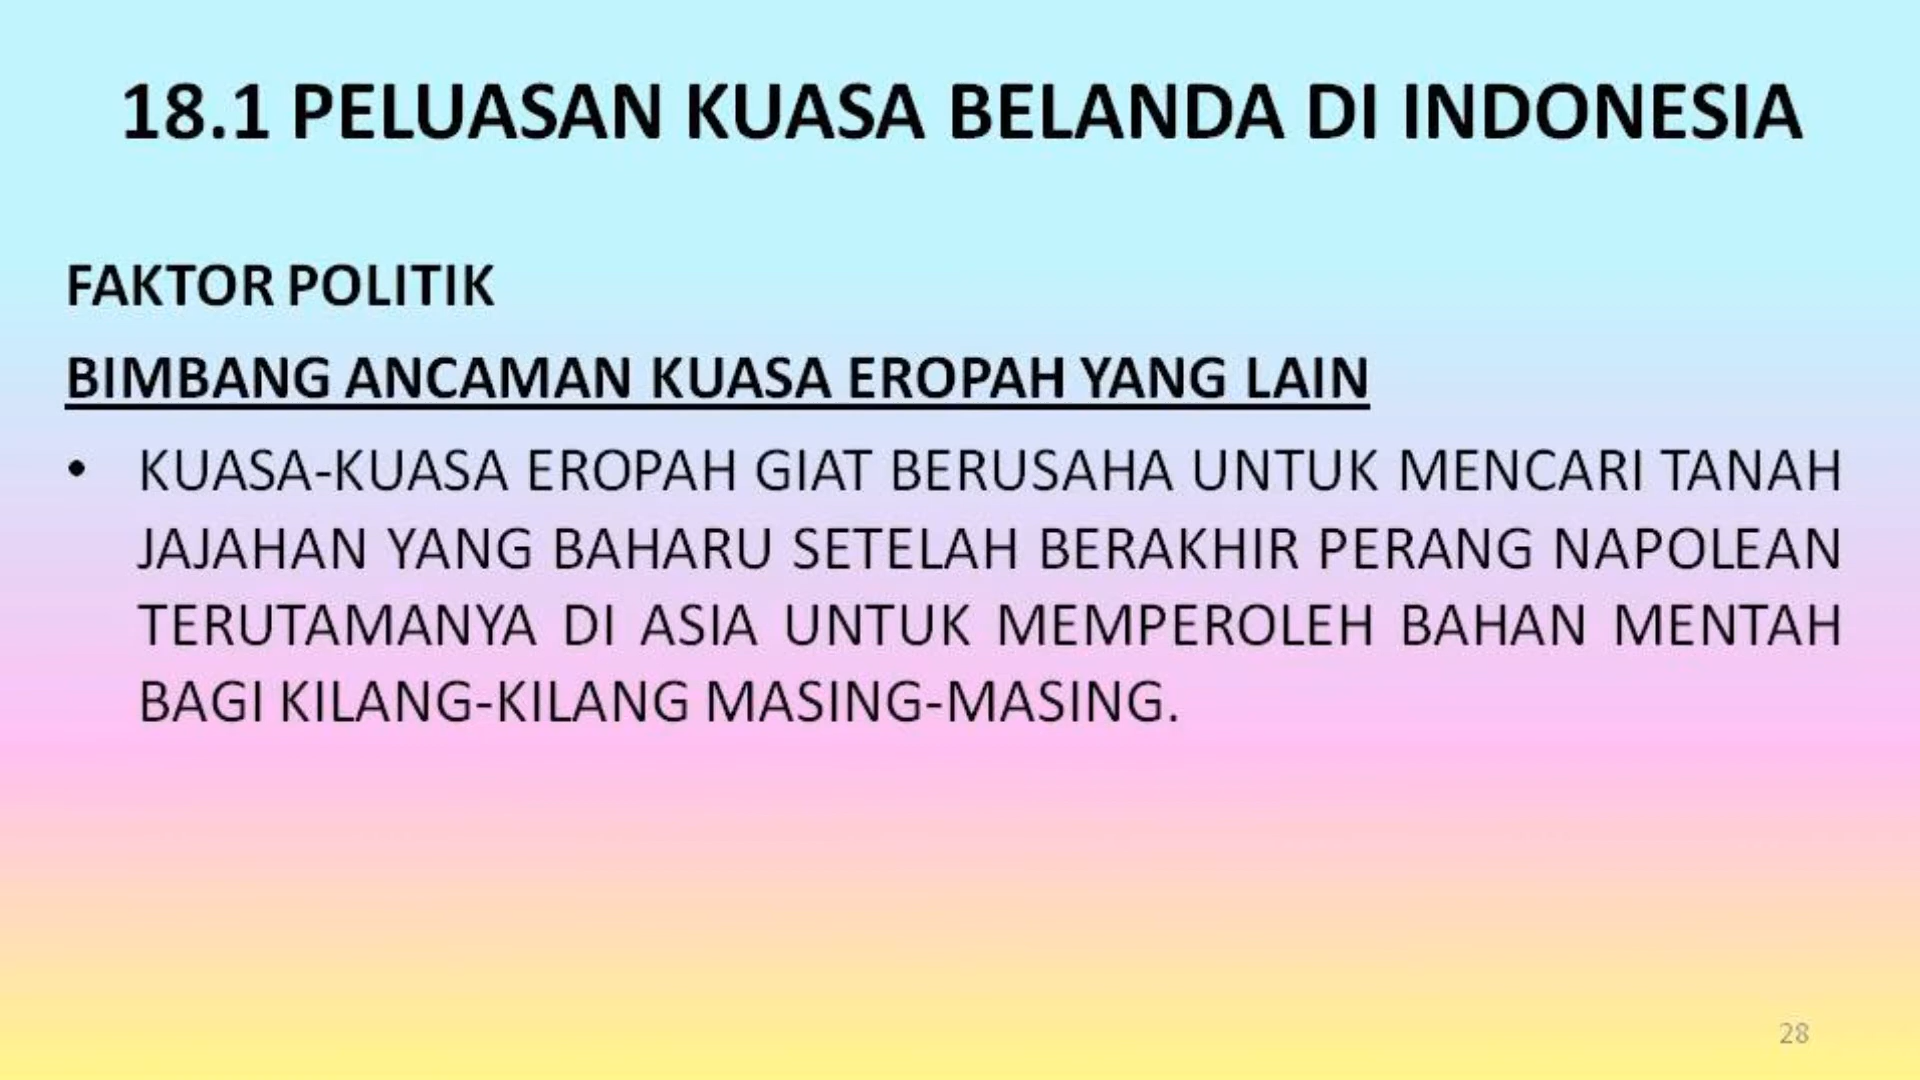 18.1 PELUASAN KUASA BELANDA DI INDONESIA
FAKTOR POLITIK
BIMBANG ANCAMAN KUASA EROPAH YANG LAIN
• KUASA-KUASA EROPAH GIAT BERUSAHA UNTUK MENCARI TANAH
JAJAHAN YANG BAHARU SETELAH BERAKHIR PERANG NAPOLEAN
TERUTAMANYA DI ASIA UNTUK MEMPEROLEH BAHAN MENTAH
BAGI KILANG-KILANG MASING-MASING.
28